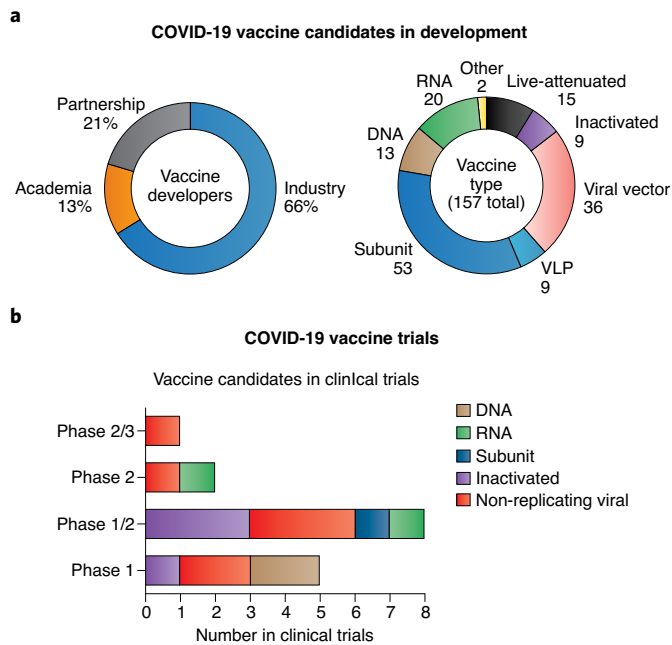 a
COVID-19 vaccine candidates in development
Partnership
21%
Academia
13%
Vaccine
developers
Industry
66%
Other
2
RNA
20
Live-attenuated
15
DNA
13
Inactivated
9
Vaccine
type
(157 total)
Viral vector
36
Subunit
53
VLP
9
b
COVID-19 vaccine trials
Vaccine candidates in clinIcal trials
Phase 2/3
Phase 2
Phase 1/2
Phase 1
0 1 2 3 4 5 6 7 8
Number in clinical trials
DNA
RNA
Subunit
Inactivated
Non-replicating viral